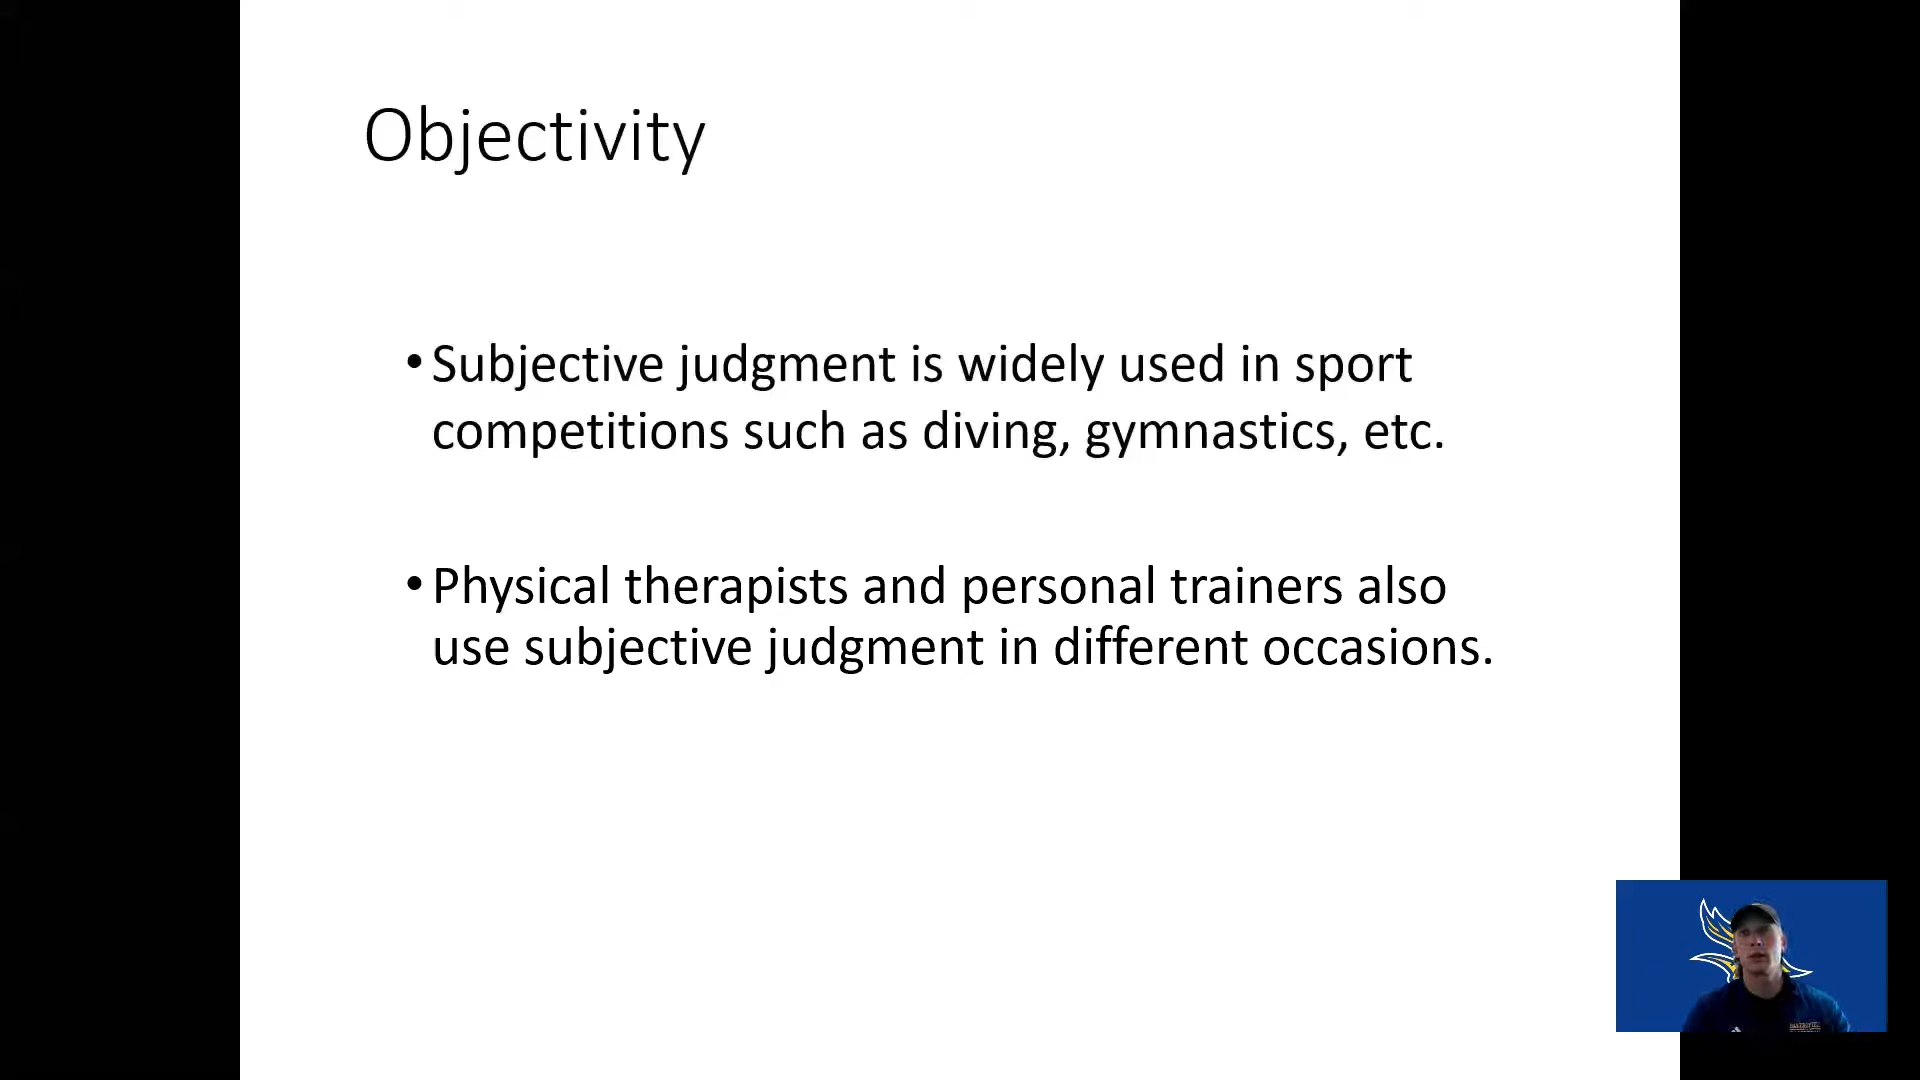 Objectivity
• Subjective judgment is widely used in sport
competitions such as diving, gymnastics, etc.
• Physical therapists and personal trainers also
use subjective judgment in different occasions.